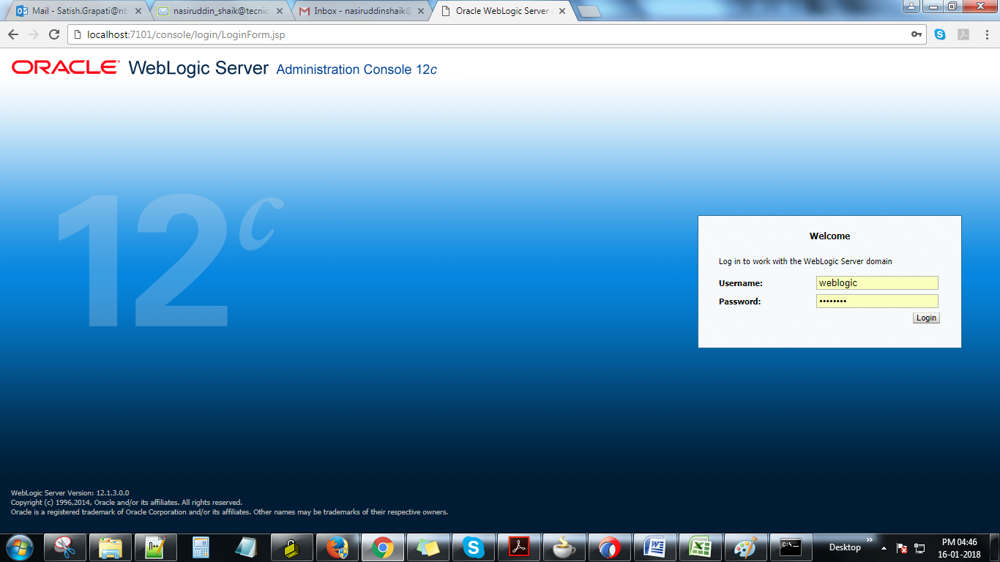 Mail - Satish.Grapati@nb
nasiruddin_shaik@tecnic
Inbox - nasiruddinshaik@
Oracle WebLogic Server
localhost:7101/console/login/LoginForm.jsp
ORACLE WebLogic Server Administration Console 12c
12c
Welcome
Log in to work with the WebLogic Server domain
Username: weblogic
Password: ••••••••
Login
WebLogic Server Version: 12.1.3.0.0
Copyright (c) 1996,2014, Oracle and/or its affiliates. All rights reserved.
Oracle is a registered trademark of Oracle Corporation and/or its affiliates. Other names may be trademarks of their respective owners.
Desktop
PM 04:46
16-01-2018